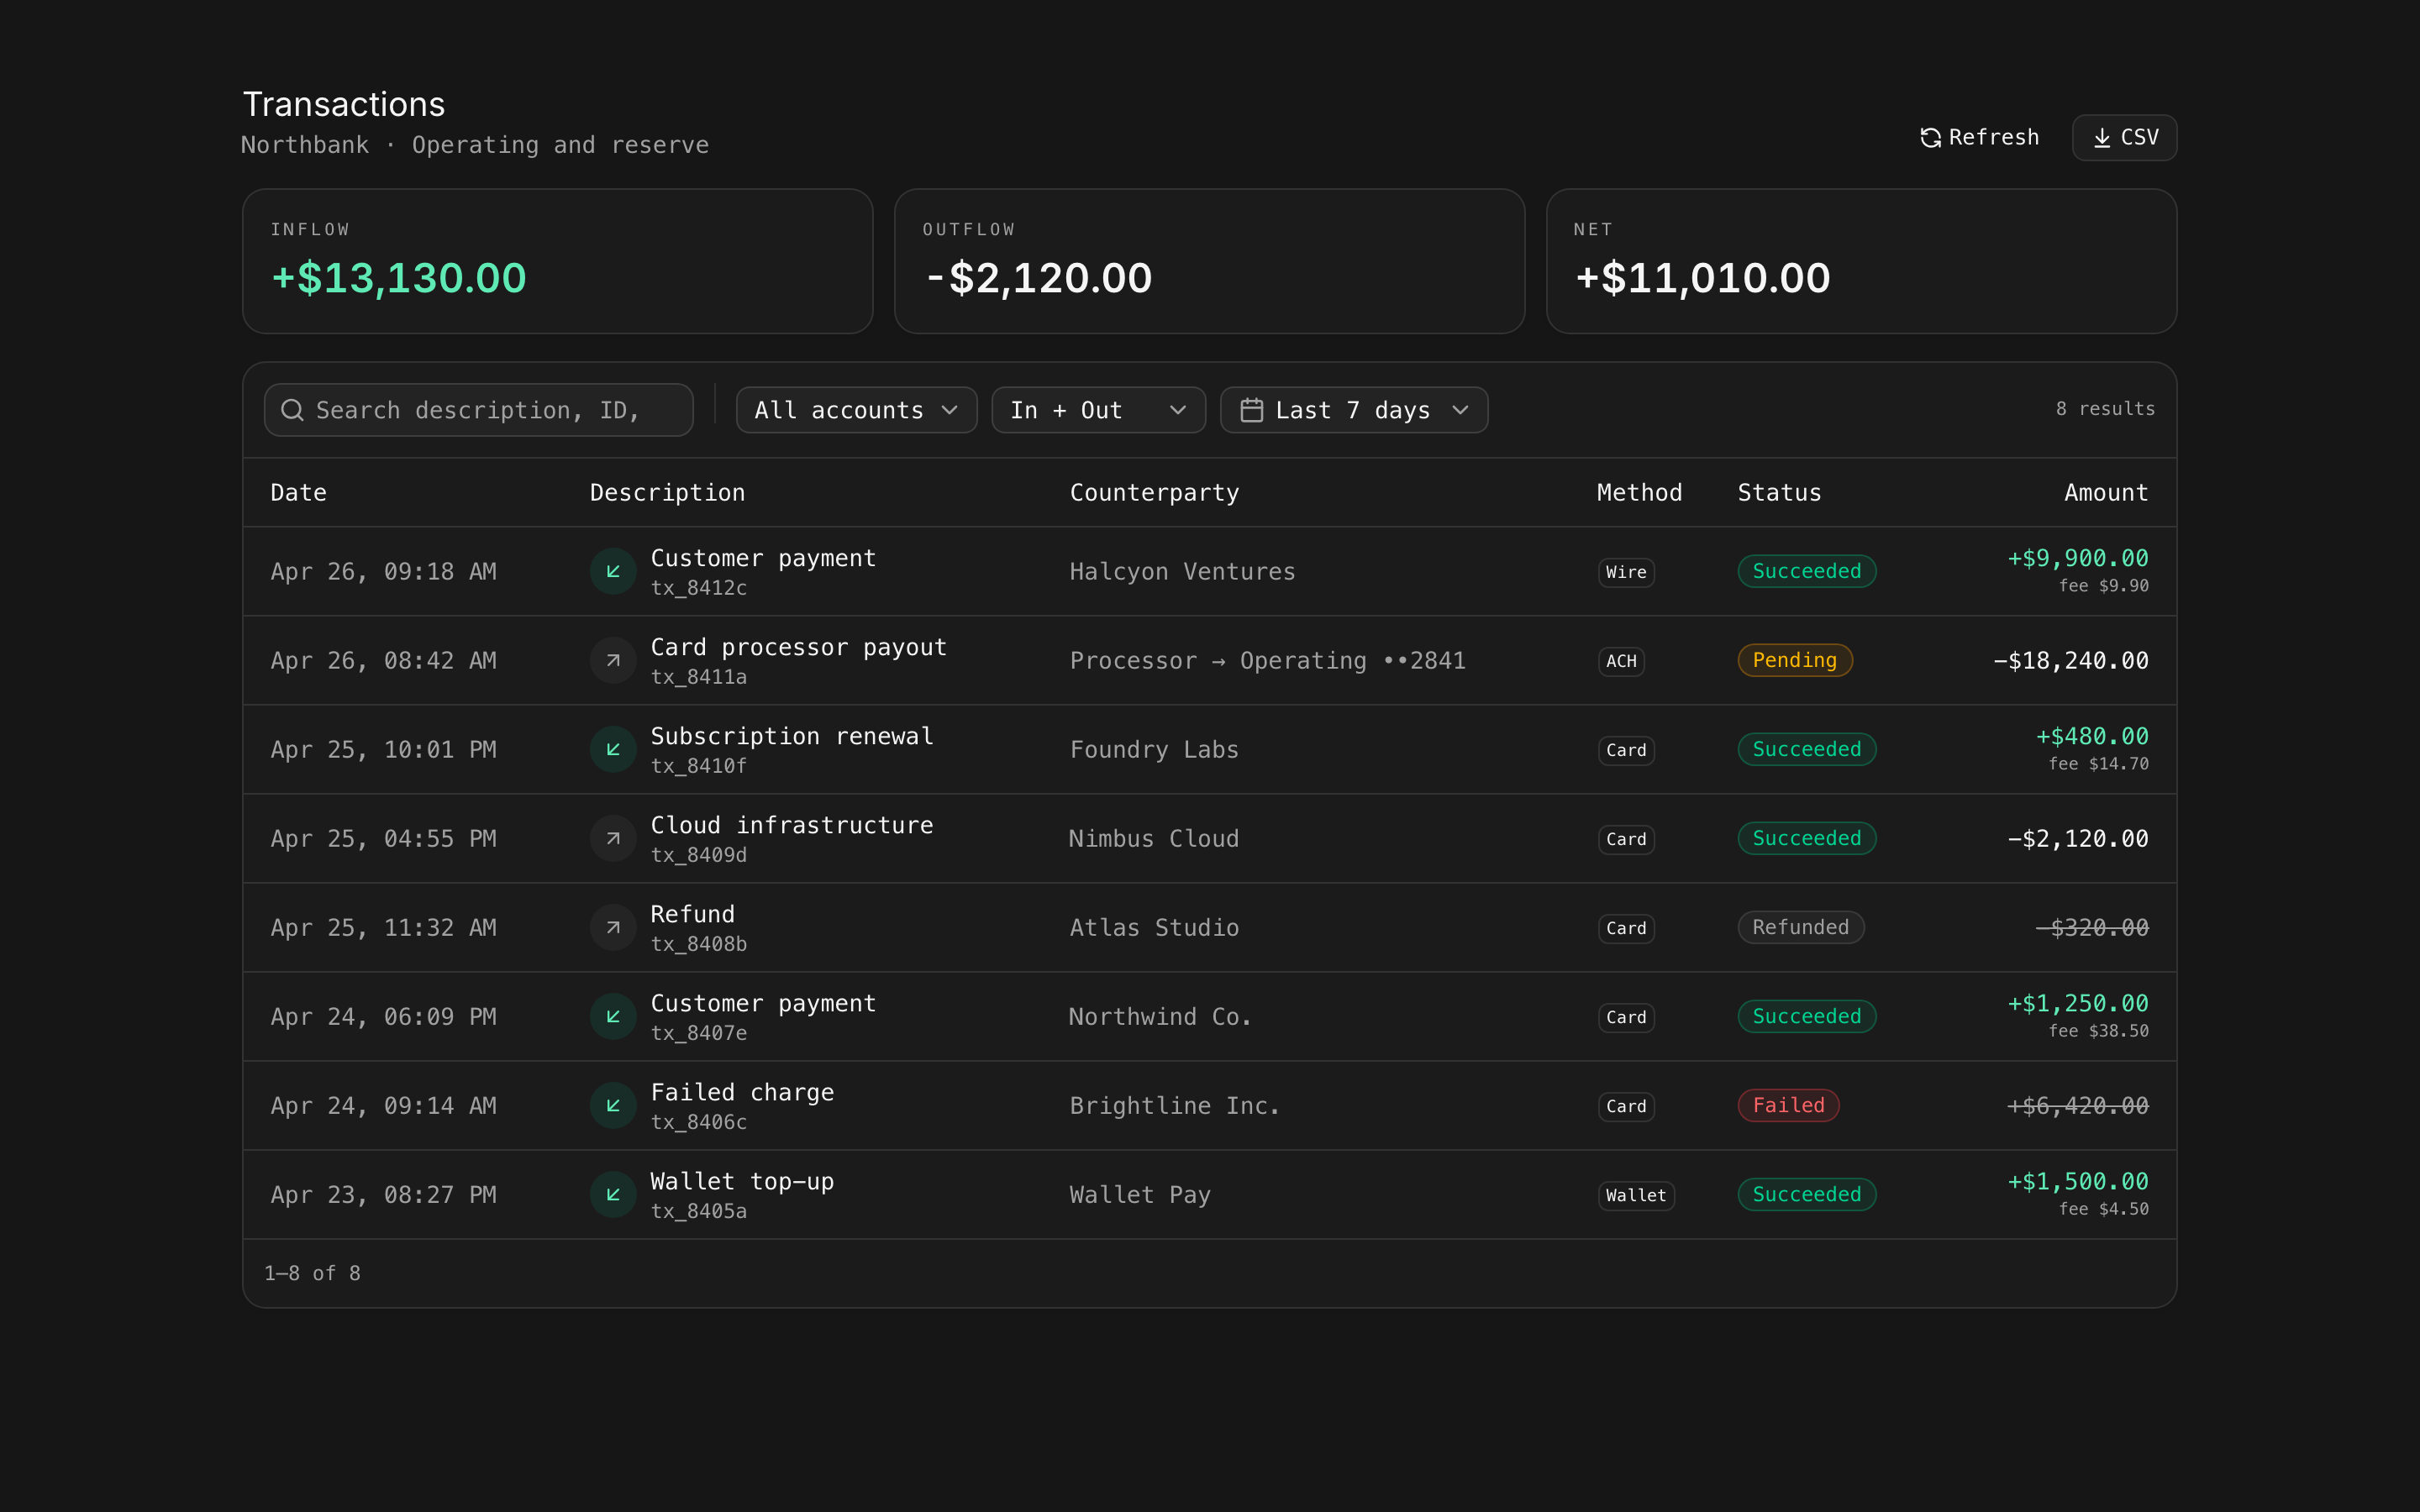 Transactions
Northbank · Operating and reserve
Refresh
CSV
INFLOW
+$13,130.00
OUTFLOW
-$2,120.00
NET
+$11,010.00
Search description, ID,
All accounts
In + Out
Last 7 days
8 results
Date Description Counterparty Method Status Amount
Apr 26, 09:18 AM Customer payment Halcyon Ventures Wire Succeeded +$9,900.00
tx_8412c fee $9.90
Apr 26, 08:42 AM Card processor payout Processor → Operating ••2841 ACH Pending −$18,240.00
tx_8411a
Apr 25, 10:01 PM Subscription renewal Foundry Labs Card Succeeded +$480.00
tx_8410f fee $14.70
Apr 25, 04:55 PM Cloud infrastructure Nimbus Cloud Card Succeeded −$2,120.00
tx_8409d
Apr 25, 11:32 AM Refund Atlas Studio Card Refunded −$320.00
tx_8408b
Apr 24, 06:09 PM Customer payment Northwind Co. Card Succeeded +$1,250.00
tx_8407e fee $38.50
Apr 24, 09:14 AM Failed charge Brightline Inc. Card Failed +$6,420.00
tx_8406c
Apr 23, 08:27 PM Wallet top-up Wallet Pay Wallet Succeeded +$1,500.00
tx_8405a fee $4.50
1–8 of 8